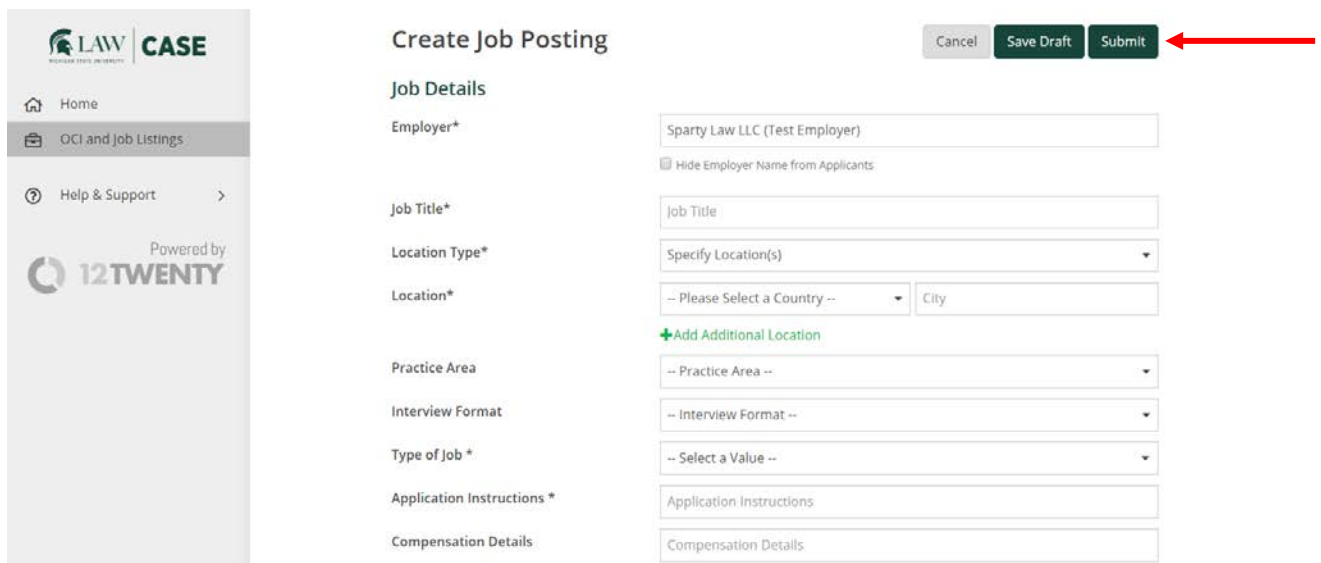 LAW CASE
MICHIGAN STATE UNIVERSITY
Home
OCI and Job Listings
Help & Support
Powered by
12TWENTY
Create Job Posting
Cancel
Save Draft
Submit
Job Details
Employer*
Sparty Law LLC (Test Employer)
Hide Employer Name from Applicants
Job Title*
Job Title
Location Type*
Specify Location(s)
Location*
-- Please Select a Country --
City
+Add Additional Location
Practice Area
-- Practice Area --
Interview Format
-- Interview Format --
Type of Job *
-- Select a Value --
Application Instructions *
Application Instructions
Compensation Details
Compensation Details